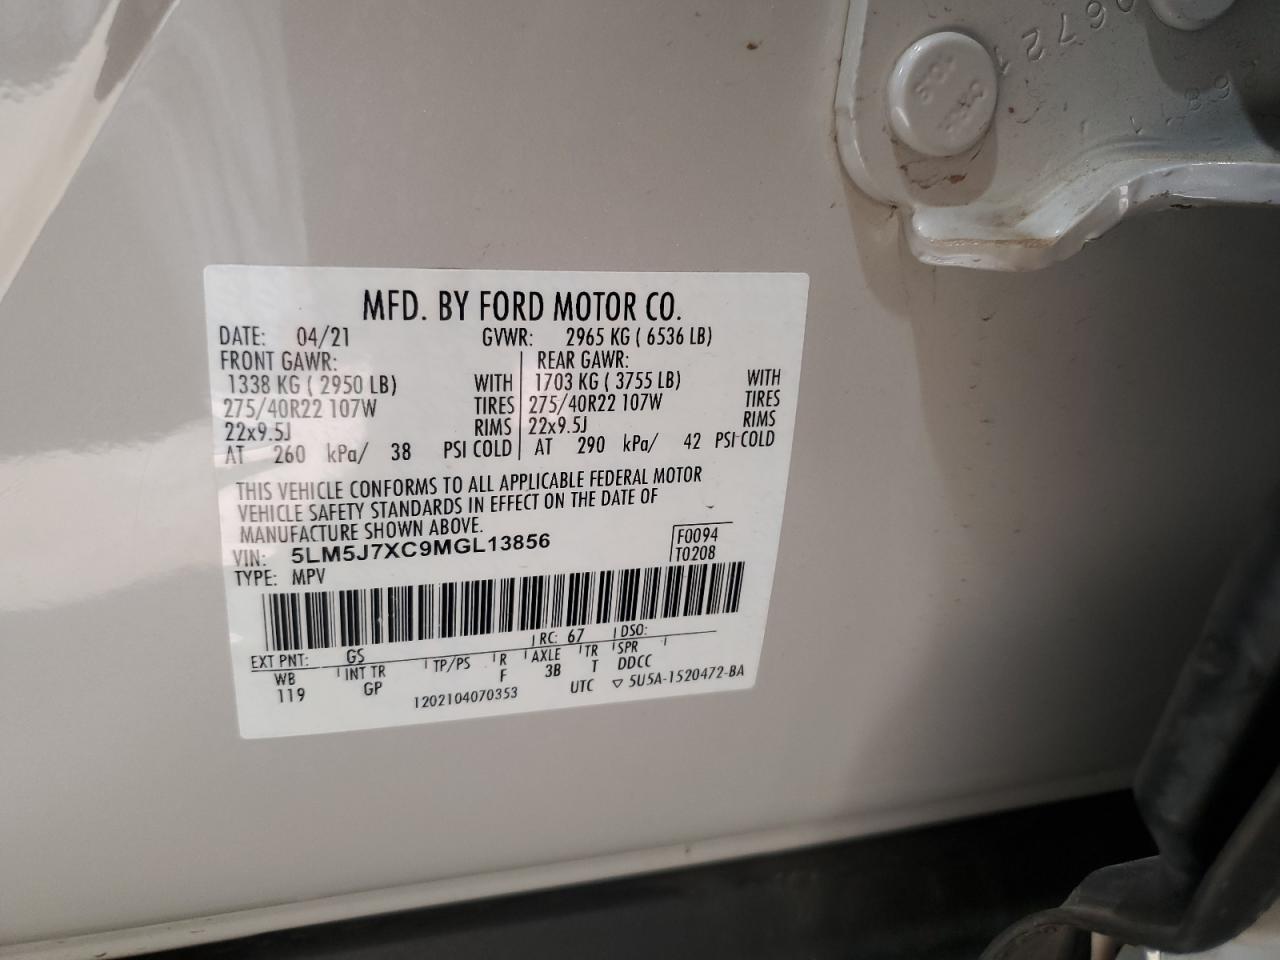 MFD. BY FORD MOTOR CO.
DATE: 04/21 GVWR: 2965 KG ( 6536 LB)
FRONT GAWR: REAR GAWR:
1338 KG ( 2950 LB) WITH 1703 KG ( 3755 LB) WITH
275/40R22 107W TIRES 275/40R22 107W TIRES
22x9.5J RIMS 22x9.5J RIMS
AT 260 kPa/ 38 PSI COLD AT 290 kPa/ 42 PSI COLD
THIS VEHICLE CONFORMS TO ALL APPLICABLE FEDERAL MOTOR
VEHICLE SAFETY STANDARDS IN EFFECT ON THE DATE OF
MANUFACTURE SHOWN ABOVE.
VIN: 5LM5J7XC9MGL13856 F0094
TYPE: MPV T0208
RC: 67 DSO:
EXT PNT: GS
WB INT TR TP/PS R AXLE TR SPR
119 GP F 3B T DDCC
1202104070353 UTC ▽ 5U5A-1520472-BA